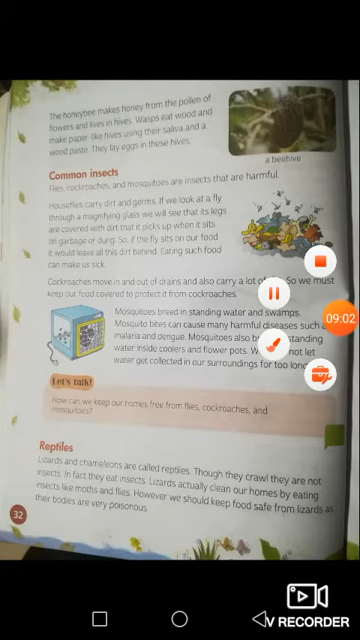 The honeybee makes honey from the pollen of
flowers and lives in hives. Wasps eat wood and
make paper-like hives using their saliva and a
wood paste. They lay eggs in these hives.
a beehive
Common insects
Flies, cockroaches, and mosquitoes are insects that are harmful.
Houseflies carry dirt and germs. If we look at a fly
through a magnifying glass we will see that its legs
are covered with dirt that it picks up when it sits
on garbage or dung. So, if the fly sits on our food
it would leave all this dirt behind. Eating such food
can make us sick.
Cockroaches move in and out of drains and also carry a lot of So we must
keep our food covered to protect it from cockroaches.
Mosquitoes breed in standing water and swamps.
Mosquito bites can cause many harmful diseases such
malaria and dengue. Mosquitoes also standing
water inside coolers and flower pots. not let
water get collected in our surroundings for too long
Let's talk!
How can we keep our homes free from flies, cockroaches, and
mosquitoes?
Reptiles
Lizards and chameleons are called reptiles. Though they crawl they are not
insects. In fact they eat insects. Lizards actually clean our homes by eating
insects like moths and flies. However we should keep food safe from lizards as
their bodies are very poisonous.
32
09:02
V RECORDER